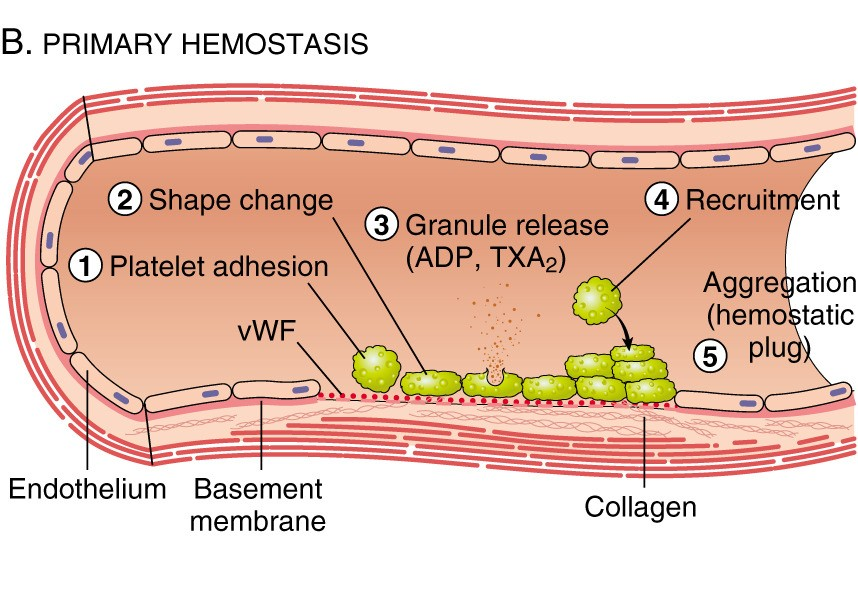 B. PRIMARY HEMOSTASIS
2 Shape change
4 Recruitment
3 Granule release
(ADP, TXA₂)
1 Platelet adhesion
Aggregation
(hemostatic
5 plug)
vWF
Endothelium
Basement
membrane
Collagen